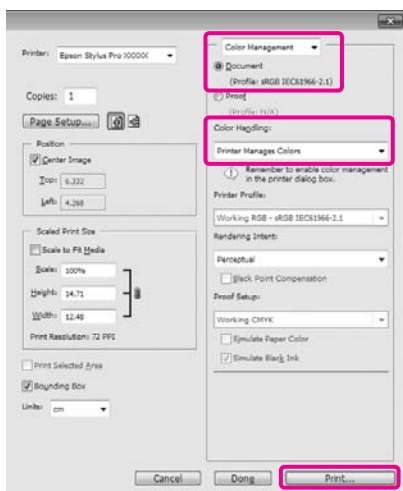 Printer: Epson Stylus Pro XXXXX
Copies: 1
Page Setup...
Position
Center Image
Top: 6.332
Left: 4.268
Scaled Print Size
Scale to Fit Media
Scale: 100%
Height: 14.71
Width: 12.48
Print Resolution: 72 PPI
Print Selected Area
Bounding Box
Units: cm
Color Management
Document
(Profile: sRGB IEC61966-2.1)
Proof
(Profile: N/A)
Color Handling:
Printer Manages Colors
Remember to enable color management
in the printer dialog box.
Printer Profile:
Working RGB - sRGB IEC61966-2.1
Rendering Intent:
Perceptual
Black Point Compensation
Proof Setup:
Working CMYK
Simulate Paper Color
Simulate Black Ink
Cancel
Done
Print...